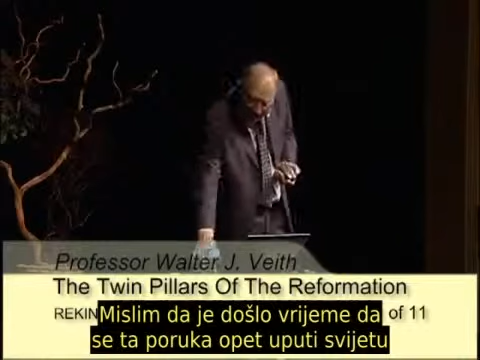 Professor Walter J. Veith
The Twin Pillars Of The Reformation
REKIN of 11
Mislim da je došlo vrijeme da
se ta poruka opet uputi svijetu